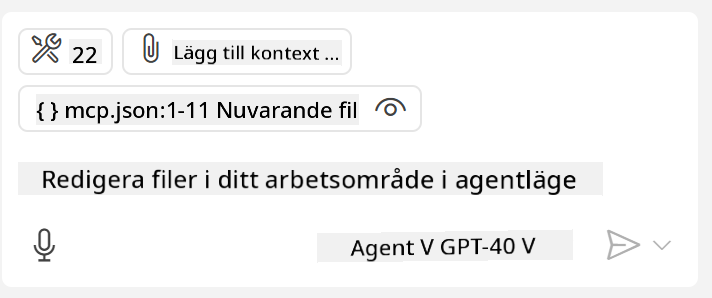 22 Lägg till kontext ...
{ } mcp.json:1-11 Nuvarande fil
Redigera filer i ditt arbetsområde i agentläge
Agent V GPT-40 V